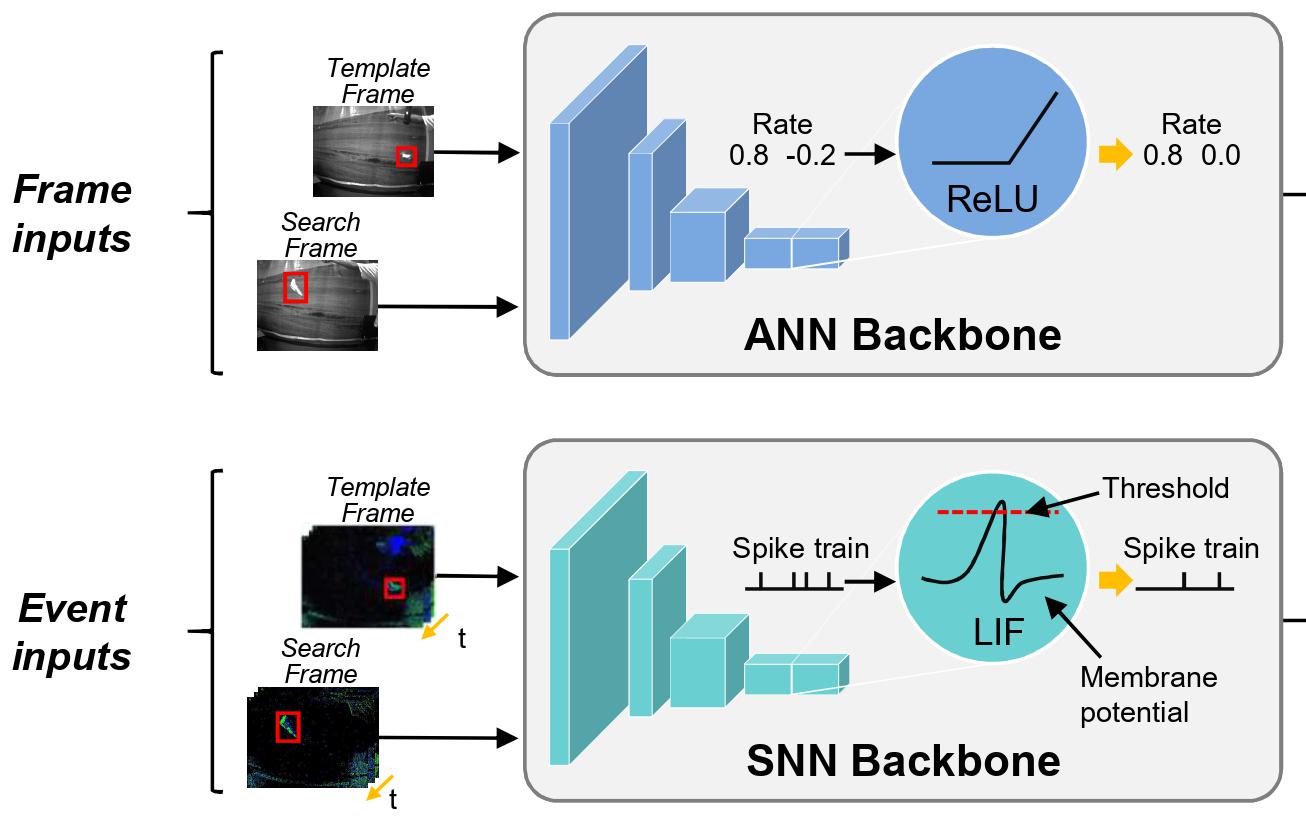 Frame
inputs
Template
Frame
Search
Frame
Rate
0.8 -0.2
ReLU
Rate
0.8 0.0
ANN Backbone
Event
inputs
Template
Frame
t
Search
Frame
t
Spike train
LIF
Threshold
Spike train
Membrane
potential
SNN Backbone